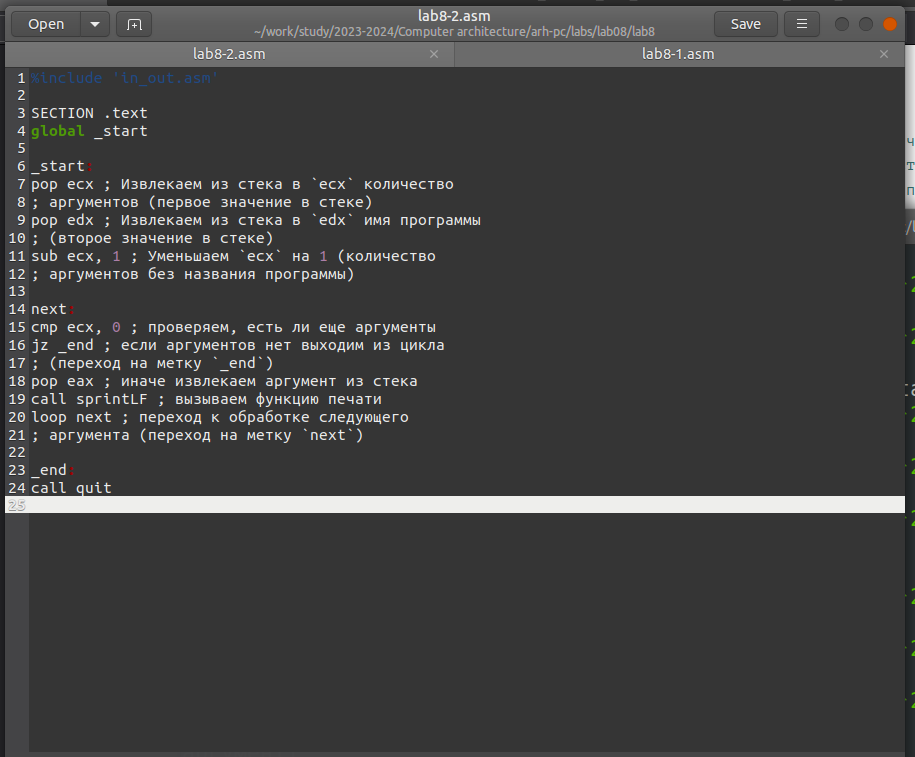 Open
lab8-2.asm
~/work/study/2023-2024/Computer architecture/arh-pc/labs/lab08/lab8
Save
lab8-2.asm
lab8-1.asm
1 %include 'in_out.asm'
2
3 SECTION .text
4 global _start
5
6 _start:
7 pop ecx ; Извлекаем из стека в `ecx` количество
8 ; аргументов (первое значение в стеке)
9 pop edx ; Извлекаем из стека в `edx` имя программы
10 ; (второе значение в стеке)
11 sub ecx, 1 ; Уменьшаем `ecx` на 1 (количество
12 ; аргументов без названия программы)
13
14 next:
15 cmp ecx, 0 ; проверяем, есть ли еще аргументы
16 jz _end ; если аргументов нет выходим из цикла
17 ; (переход на метку `_end`)
18 pop eax ; иначе извлекаем аргумент из стека
19 call sprintLF ; вызываем функцию печати
20 loop next ; переход к обработке следующего
21 ; аргумента (переход на метку `next`)
22
23 _end:
24 call quit
25